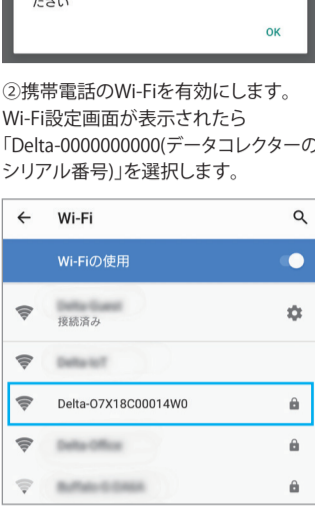 ださい
OK
②携帯電話のWi-Fiを有効にします。
Wi-Fi設定画面が表示されたら
「Delta-0000000000(データコレクターの
シリアル番号)」を選択します。
Wi-Fi
Wi-Fiの使用
接続済み
Delta-O7X18C00014W0